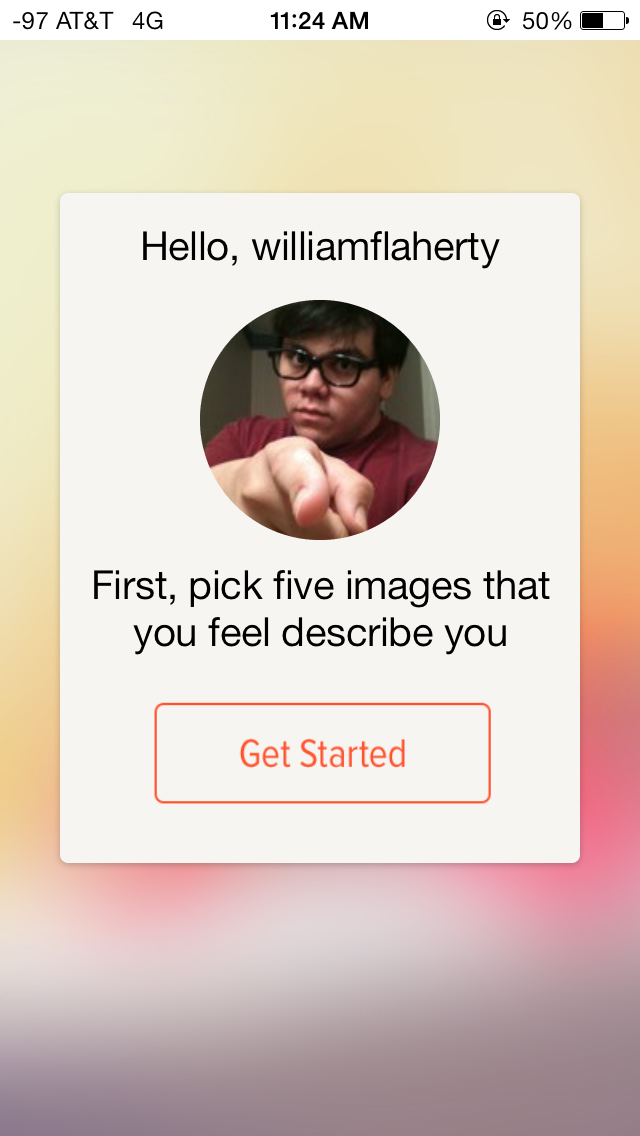 -97 AT&T 4G 11:24 AM 50%
Hello, williamflaherty
First, pick five images that
you feel describe you
Get Started